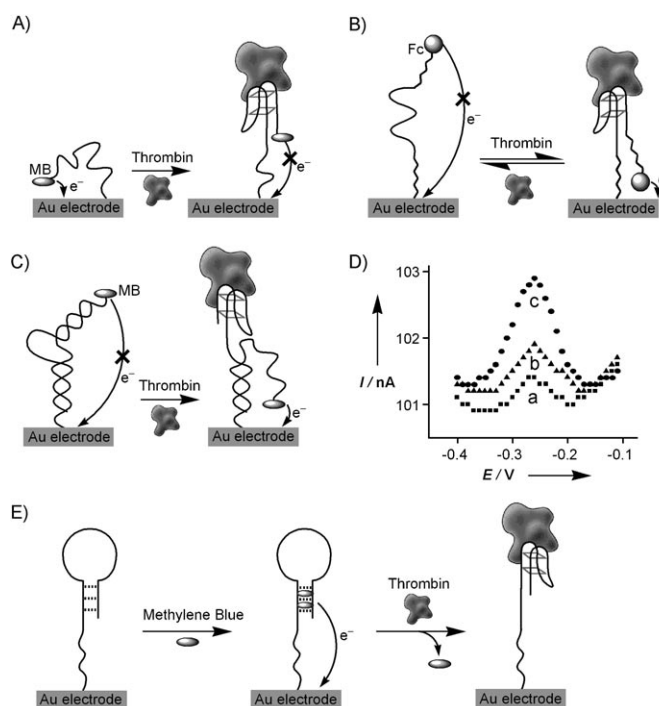 A)
MB
e⁻
Au electrode
Thrombin
e⁻
Au electrode
B)
Fc
e⁻
Au electrode
Thrombin
Au electrode
C)
MB
e⁻
Au electrode
Thrombin
e⁻
Au electrode
D)
103
102
101
I / nA
c
b
a
-0.4 -0.3 -0.2 -0.1
E / V
E)
Au electrode
Methylene Blue
e⁻
Au electrode
Thrombin
Au electrode